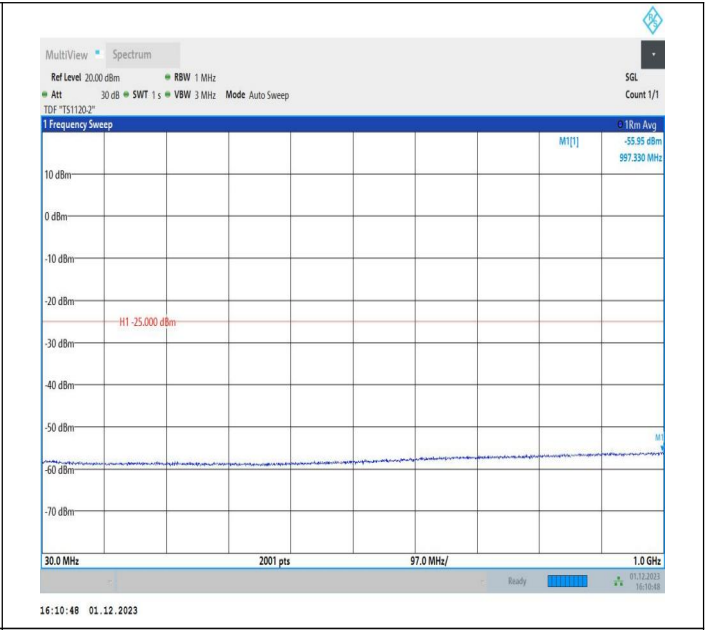 MultiView Spectrum
Ref Level 20.00 dBm RBW 1 MHz SGL
Att 30 dB SWT 1 s VBW 3 MHz Mode Auto Sweep Count 1/1
TDF "TS1120-2"
1 Frequency Sweep 1Rm Avg
M1[1] -55.95 dBm
997.330 MHz
10 dBm
0 dBm
-10 dBm
-20 dBm
H1 -25.000 dBm
-30 dBm
-40 dBm
-50 dBm
M1
-60 dBm
-70 dBm
30.0 MHz 2001 pts 97.0 MHz/ 1.0 GHz
Ready 01.12.2023
16:10:48
16:10:48 01.12.2023